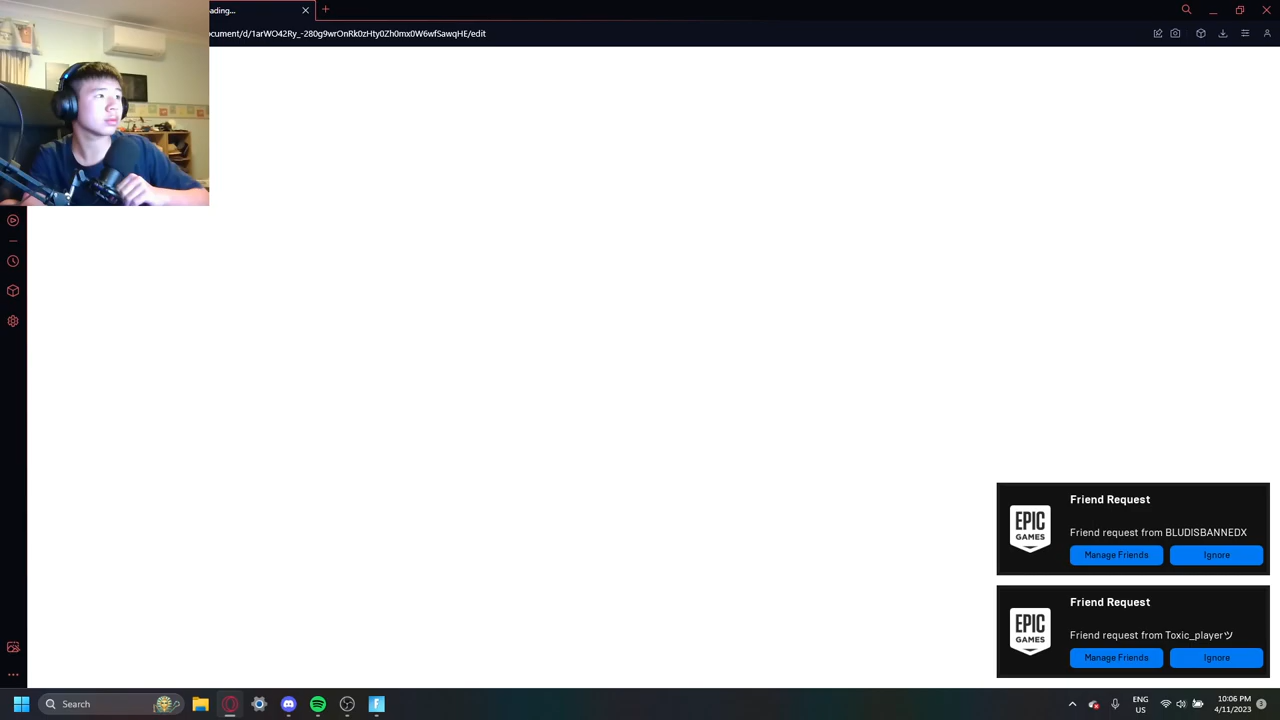 ading...
ocument/d/1arWO42Ry_-280g9wrOnRk0zHty0Zh0mx0W6wfSawqHE/edit
EPIC
GAMES
Friend Request
Friend request from BLUDISBANNEDX
Manage Friends
Ignore
EPIC
GAMES
Friend Request
Friend request from Toxic_playerツ
Manage Friends
Ignore
Search
ENG
US
10:06 PM
4/11/2023
3